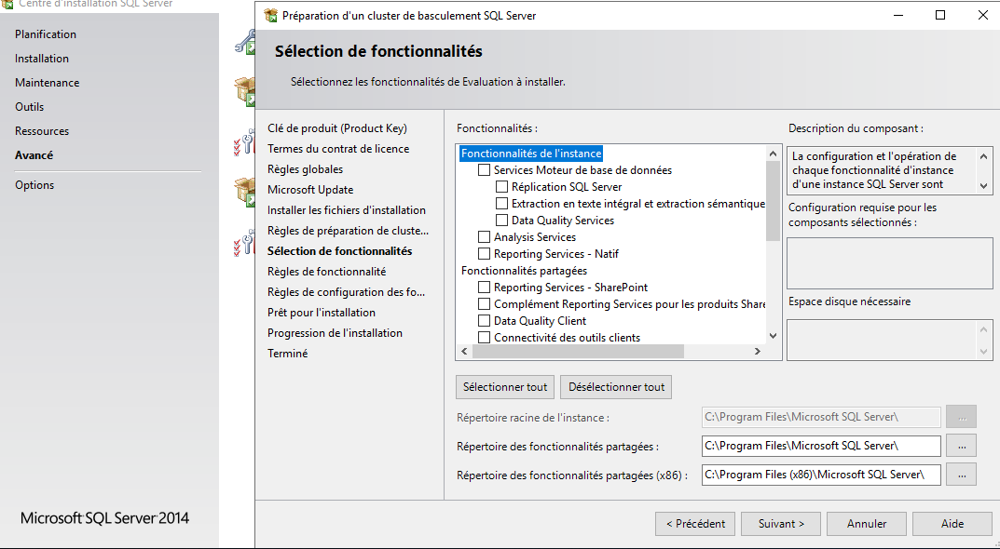 Centre d'installation SQL Server
Préparation d'un cluster de basculement SQL Server
Planification
Installation
Maintenance
Outils
Ressources
Avancé
Options
Microsoft SQL Server 2014
Sélection de fonctionnalités
Sélectionnez les fonctionnalités de Evaluation à installer.
Clé de produit (Product Key)
Termes du contrat de licence
Règles globales
Microsoft Update
Installer les fichiers d'installation
Règles de préparation de cluste...
Sélection de fonctionnalités
Règles de fonctionnalité
Règles de configuration des fo...
Prêt pour l'installation
Progression de l'installation
Terminé
Fonctionnalités :
Fonctionnalités de l'instance
Services Moteur de base de données
Réplication SQL Server
Extraction en texte intégral et extraction sémantique
Data Quality Services
Analysis Services
Reporting Services - Natif
Fonctionnalités partagées
Reporting Services - SharePoint
Complément Reporting Services pour les produits Share
Data Quality Client
Connectivité des outils clients
Description du composant :
La configuration et l'opération de
chaque fonctionnalité d'instance
d'une instance SQL Server sont
Configuration requise pour les
composants sélectionnés :
Espace disque nécessaire
Sélectionner tout
Désélectionner tout
Répertoire racine de l'instance :
C:\Program Files\Microsoft SQL Server\
...
Répertoire des fonctionnalités partagées :
C:\Program Files\Microsoft SQL Server\
...
Répertoire des fonctionnalités partagées (x86) :
C:\Program Files (x86)\Microsoft SQL Server\
...
< Précédent
Suivant >
Annuler
Aide